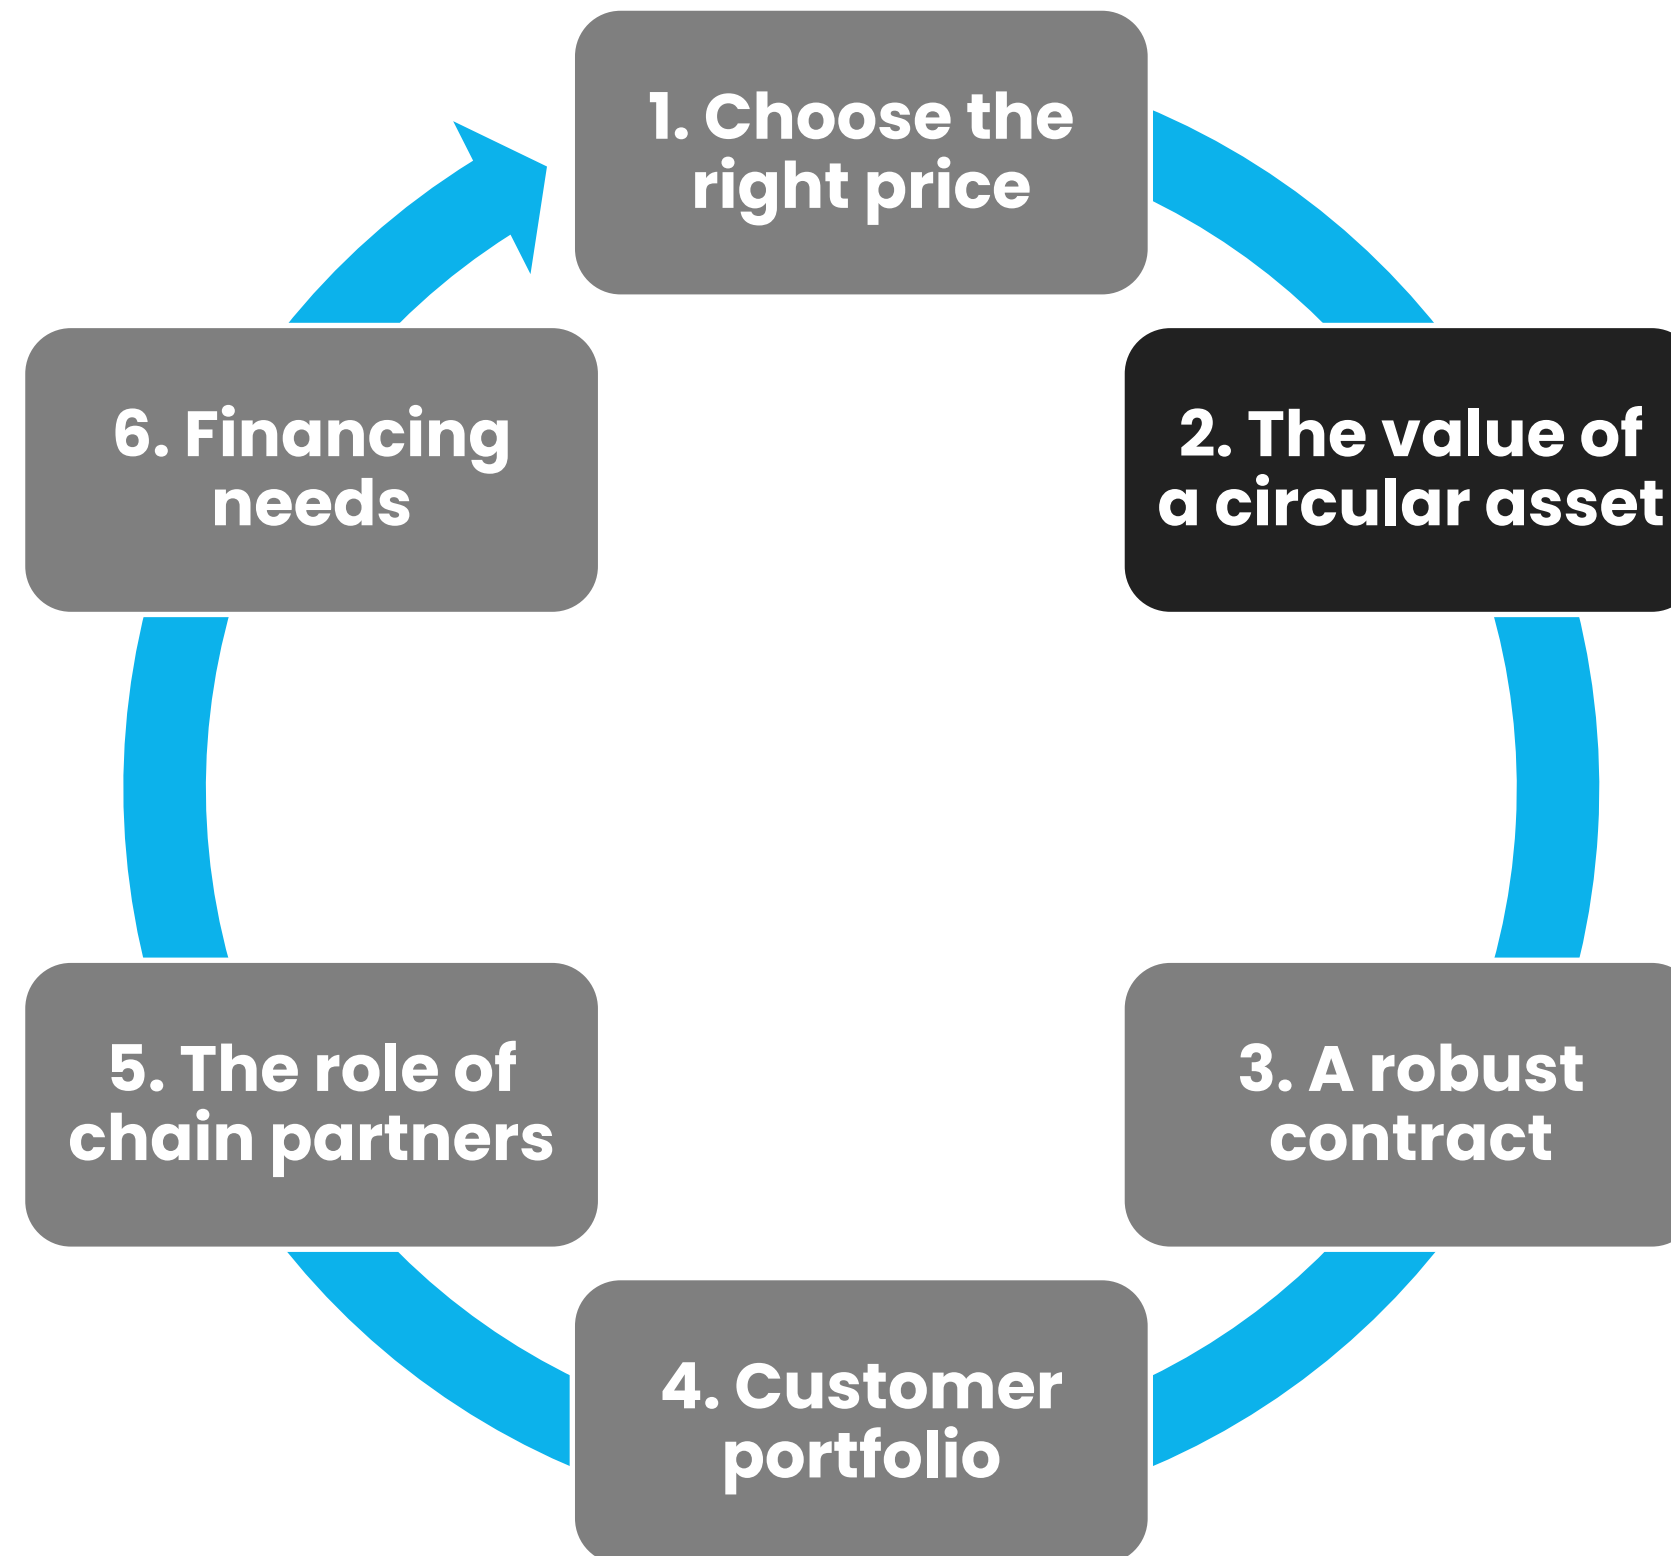 1. Choose the
right price
2. The value of
a circular asset
3. A robust
contract
4. Customer
portfolio
5. The role of
chain partners
6. Financing
needs